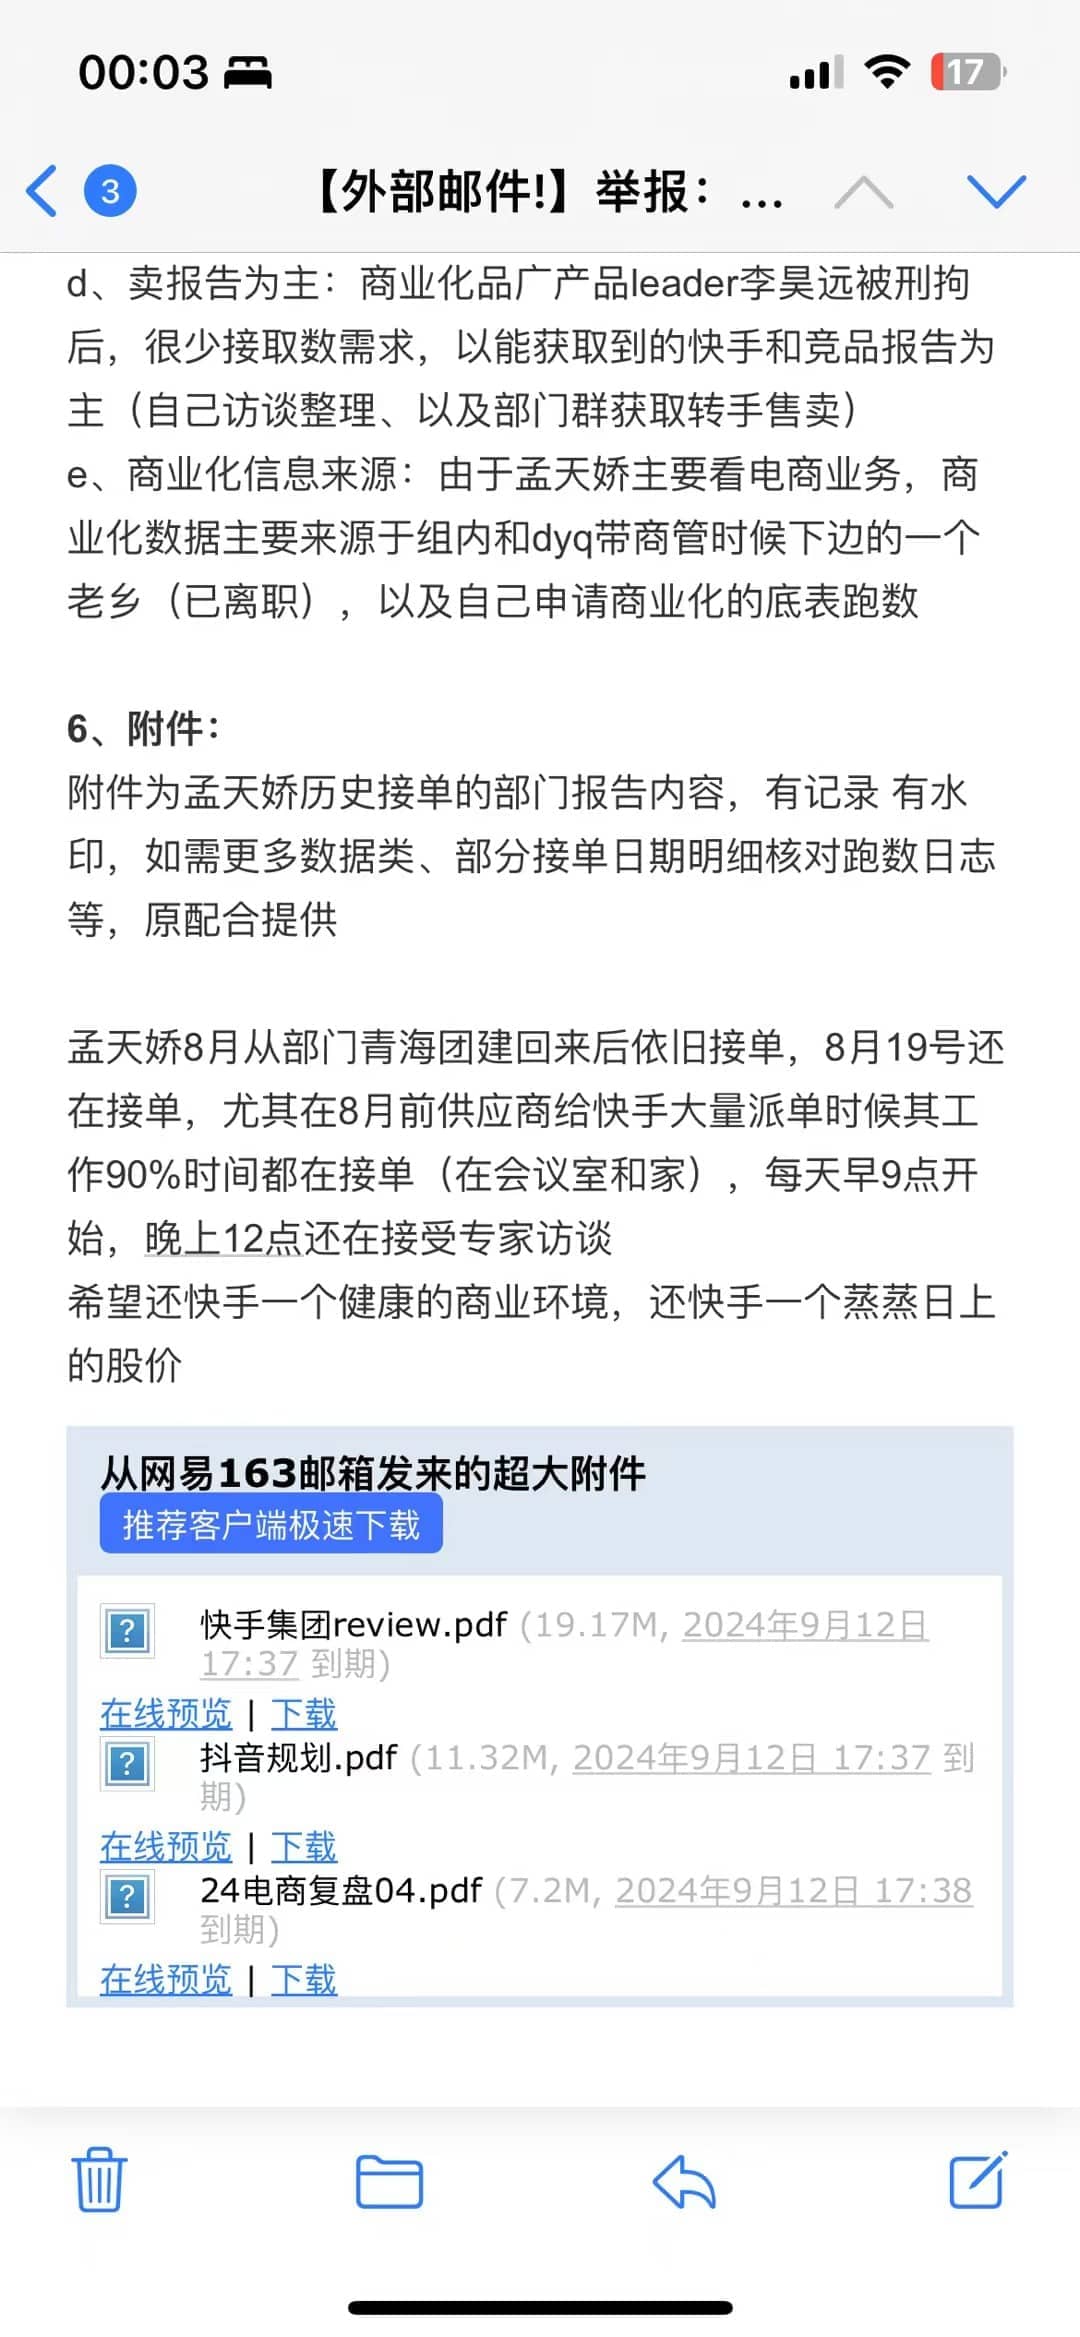 00:03
17
3
【外部邮件!】举报：...
d、卖报告为主：商业化品广产品leader李昊远被刑拘
后，很少接取数需求，以能获取到的快手和竞品报告为
主（自己访谈整理、以及部门群获取转手售卖）
e、商业化信息来源：由于孟天娇主要看电商业务，商
业化数据主要来源于组内和dyq带商管时候下边的一个
老乡（已离职），以及自己申请商业化的底表跑数
6、附件：
附件为孟天娇历史接单的部门报告内容，有记录 有水
印，如需更多数据类、部分接单日期明细核对跑数日志
等，原配合提供
孟天娇8月从部门青海团建回来后依旧接单，8月19号还
在接单，尤其在8月前供应商给快手大量派单时候其工
作90%时间都在接单（在会议室和家），每天早9点开
始，晚上12点还在接受专家访谈
希望还快手一个健康的商业环境，还快手一个蒸蒸日上
的股价
从网易163邮箱发来的超大附件
推荐客户端极速下载
快手集团review.pdf (19.17M, 2024年9月12日
17:37 到期)
在线预览 | 下载
抖音规划.pdf (11.32M, 2024年9月12日 17:37 到
期)
在线预览 | 下载
24电商复盘04.pdf (7.2M, 2024年9月12日 17:38
到期)
在线预览 | 下载